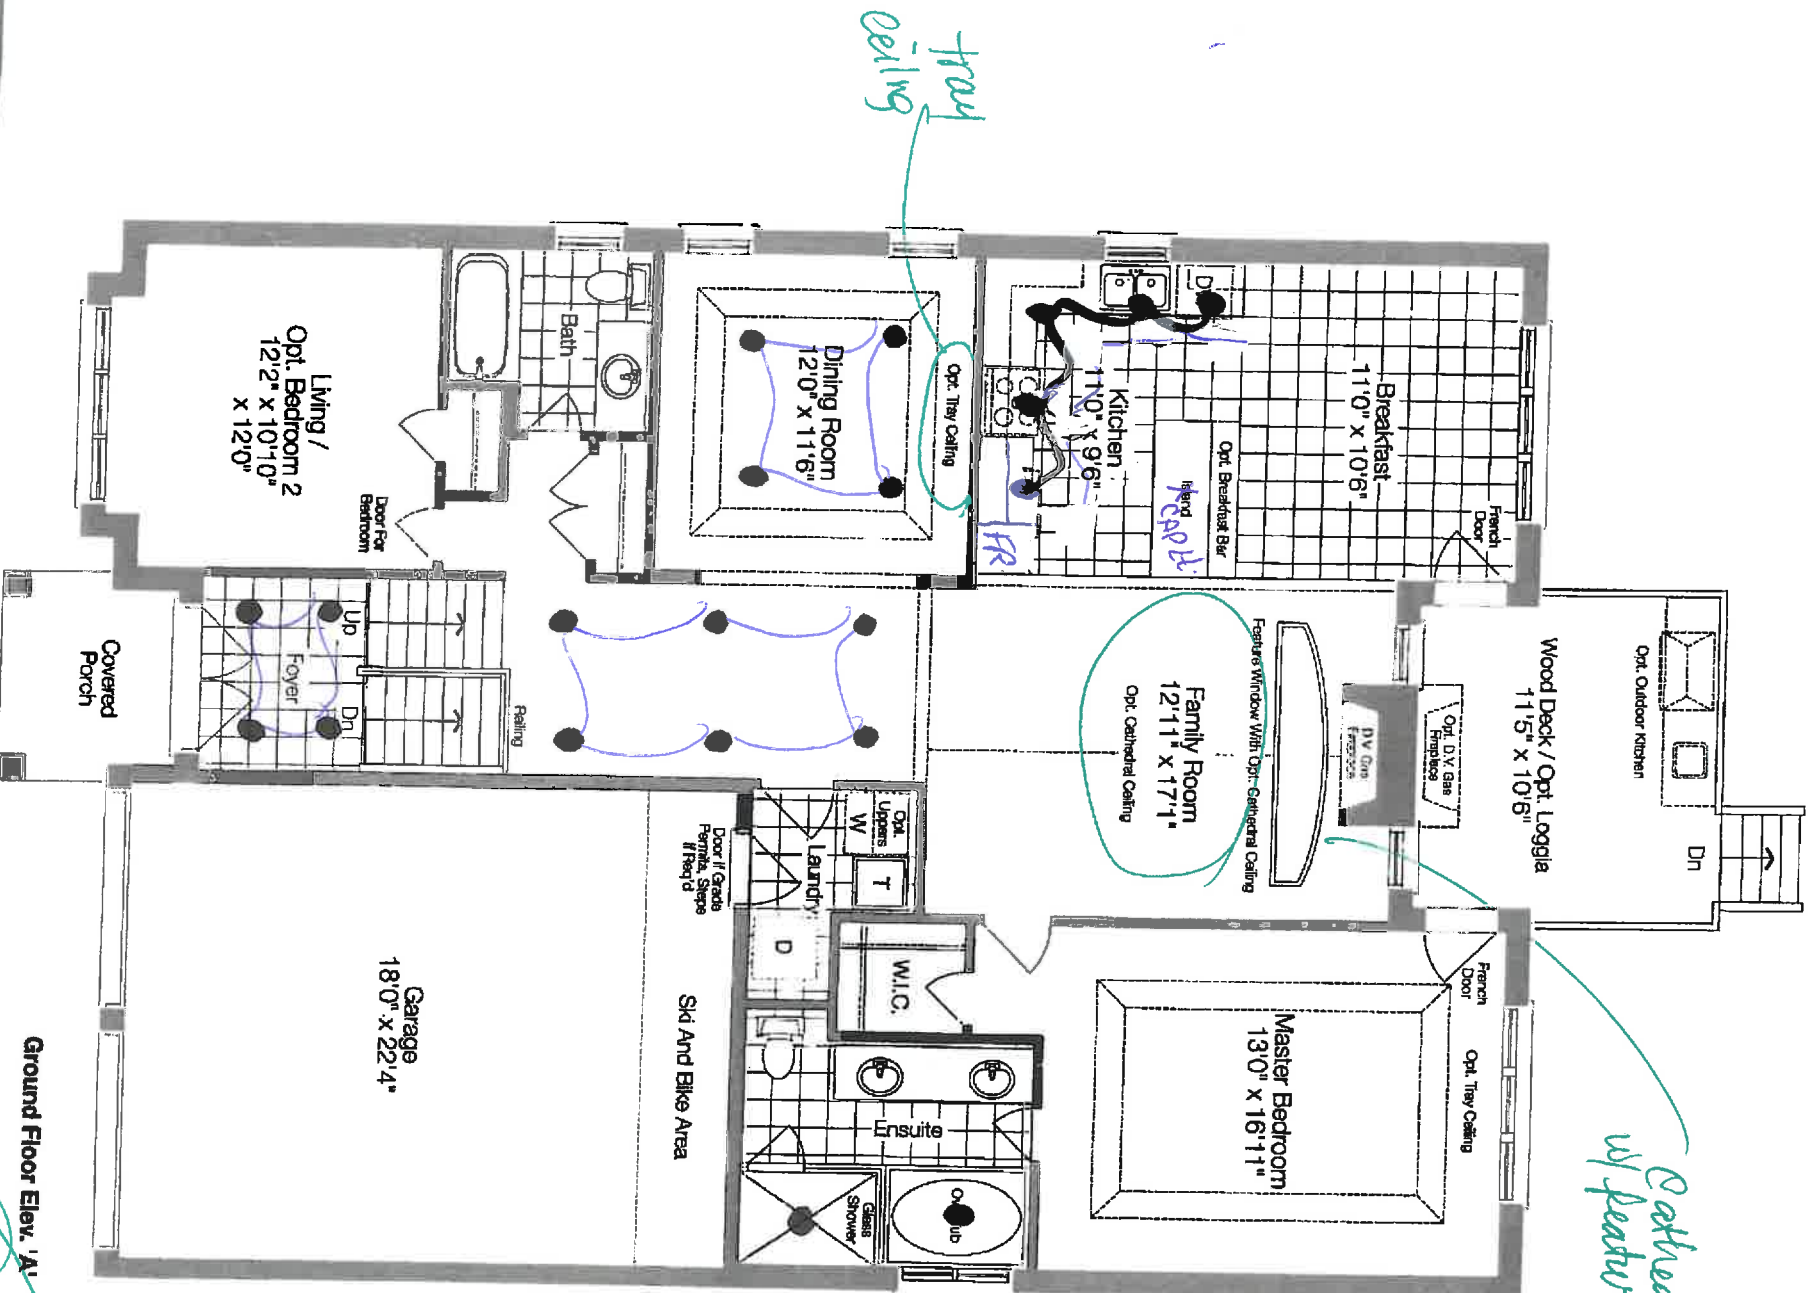 tray
ceiling
Cathed
w/ featur
Opt. Outdoor Kitchen
Wood Deck / Opt. Loggia
11'5" x 10'6"
Dn
Opt. D.V. Gas
Fireplace
D.V. Gas
Fireplace
French
Door
Breakfast
11'0" x 10'6"
Opt. Breakfast Bar
Island
Kitchen
11'0" x 9'6"
D
FR
Feature Window With Opt. Cathedral Ceiling
Family Room
12'11" x 17'1"
Opt. Cathedral Ceiling
French
Door
Opt. Tray Ceiling
Master Bedroom
13'0" x 16'11"
Opt. Tray Ceiling
Dining Room
12'0" x 11'6"
W.I.C.
Opt.
Uppers
W
T
Laundry
D
Door If Grade
Permits, Steps
If Req'd
Ensuite
Glass
Shower
Ov
ub
Bath
Ski And Bike Area
Railing
Door For
Bedroom
Living /
Opt. Bedroom 2
12'2" x 10'10"
x 12'0"
Up
Dn
Foyer
Garage
18'0" x 22'4"
Covered
Porch
Ground Floor Elev. 'A'